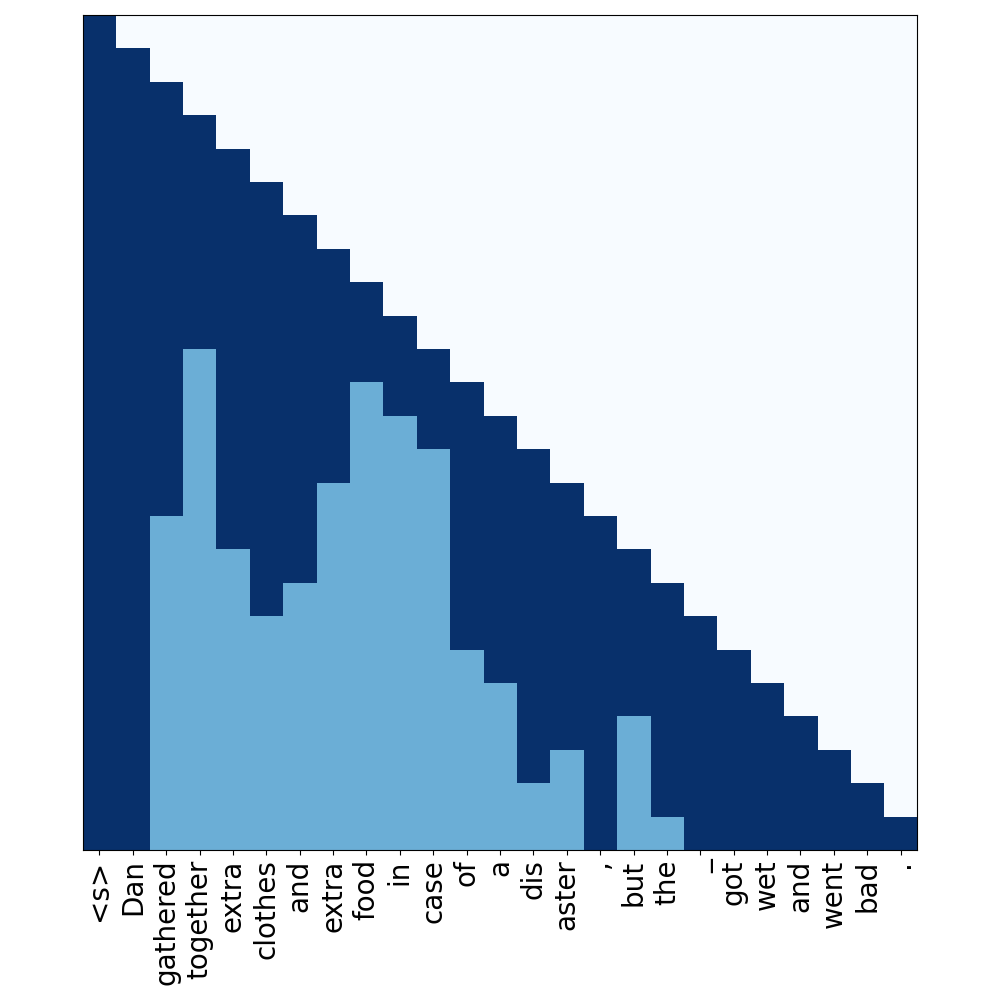 <s>
Dan
gathered
together
extra
clothes
and
extra
food
in
case
of
a
dis
aster
,
but
the
_
got
wet
and
went
bad
.